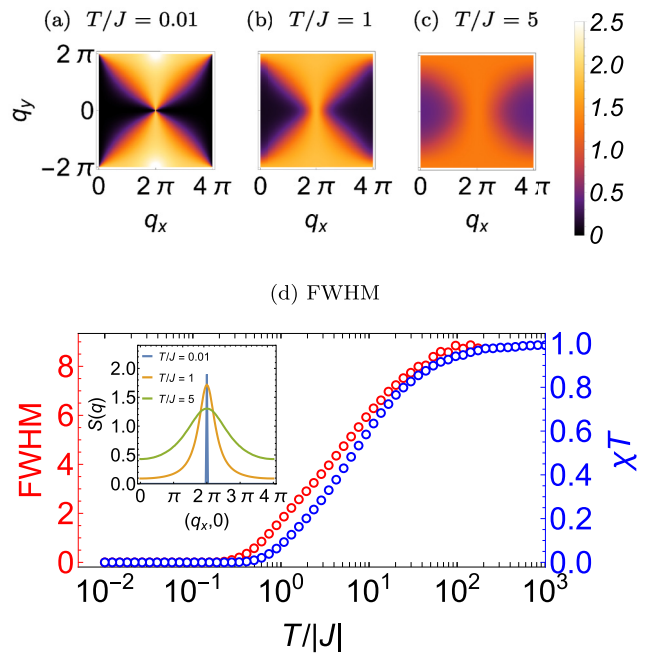 (a) T/J = 0.01 (b) T/J = 1 (c) T/J = 5
2 π 0 −2 π
q_y
0 2 π 4 π 0 2 π 4 π 0 2 π 4 π
q_x q_x q_x
2.5
2.0
1.5
1.0
0.5
0
(d) FWHM
FWHM
8
6
4
2
0
T/J = 0.01
T/J = 1
T/J = 5
S(q)
2.0
1.5
1.0
0.5
0.0
0 π 2 π 3 π 4 π
(q_x,0)
1.0
0.8
0.6
0.4
0.2
0.0
χT
10^-2 10^-1 10^0 10^1 10^2 10^3
T/|J|